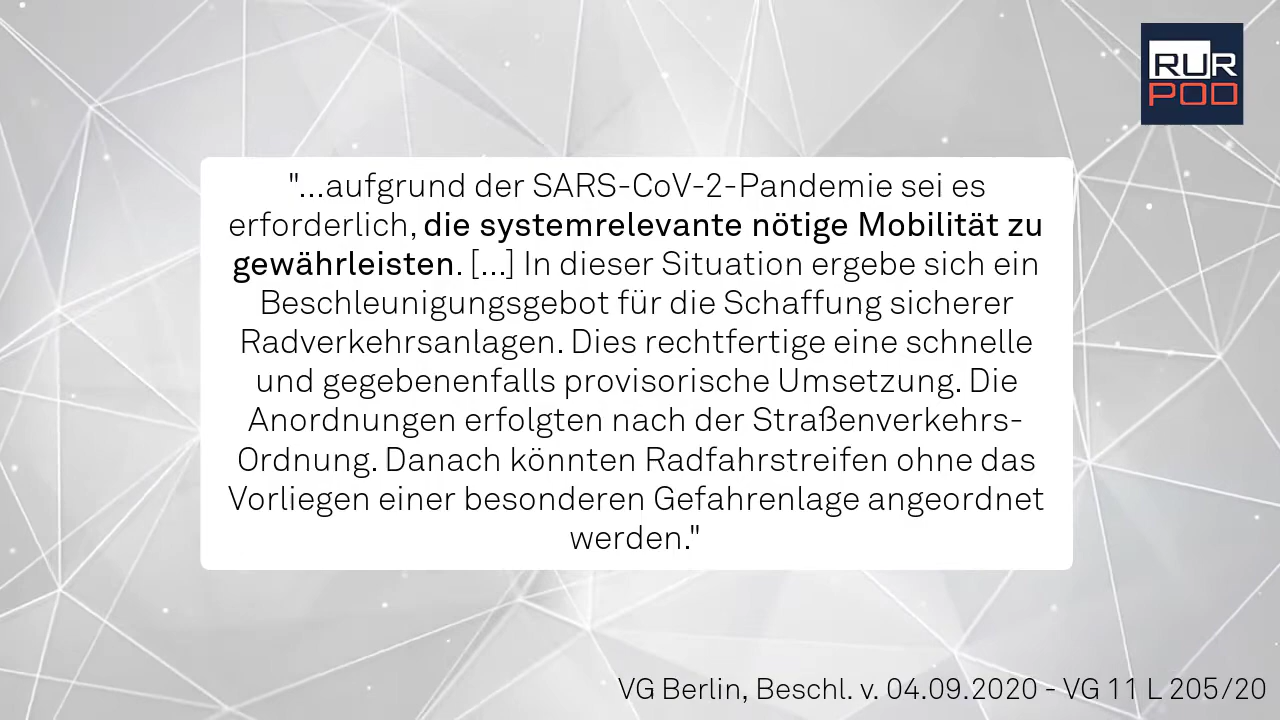 RUR
POD
"...aufgrund der SARS-CoV-2-Pandemie sei es
erforderlich, die systemrelevante nötige Mobilität zu
gewährleisten. [...] In dieser Situation ergebe sich ein
Beschleunigungsgebot für die Schaffung sicherer
Radverkehrsanlagen. Dies rechtfertige eine schnelle
und gegebenenfalls provisorische Umsetzung. Die
Anordnungen erfolgten nach der Straßenverkehrs-
Ordnung. Danach könnten Radfahrstreifen ohne das
Vorliegen einer besonderen Gefahrenlage angeordnet
werden."
VG Berlin, Beschl. v. 04.09.2020 - VG 11 L 205/20